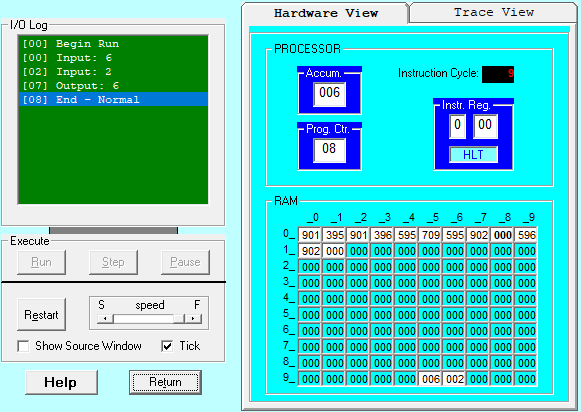 Hardware View
Trace View
I/O Log
[00] Begin Run
[00] Input: 6
[02] Input: 2
[07] Output: 6
[08] End - Normal
Execute
Run Step Pause
Restart
S speed F
Show Source Window Tick
Help Return
PROCESSOR
Accum.
006
Instruction Cycle: 9
Prog. Ctr.
08
Instr. Reg.
0 00
HLT
RAM
_0 _1 _2 _3 _4 _5 _6 _7 _8 _9
0_ 901 395 901 396 595 709 595 902 000 596
1_ 902 000 000 000 000 000 000 000 000 000
2_ 000 000 000 000 000 000 000 000 000 000
3_ 000 000 000 000 000 000 000 000 000 000
4_ 000 000 000 000 000 000 000 000 000 000
5_ 000 000 000 000 000 000 000 000 000 000
6_ 000 000 000 000 000 000 000 000 000 000
7_ 000 000 000 000 000 000 000 000 000 000
8_ 000 000 000 000 000 000 000 000 000 000
9_ 000 000 000 000 000 006 002 000 000 000